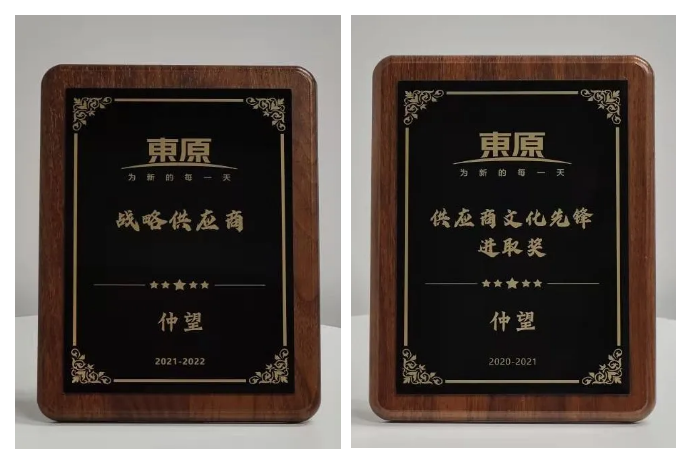 東原
为新的每一天
战略供应商
仲望
2021-2022
東原
为新的每一天
供应商文化先锋
进取奖
仲望
2020-2021